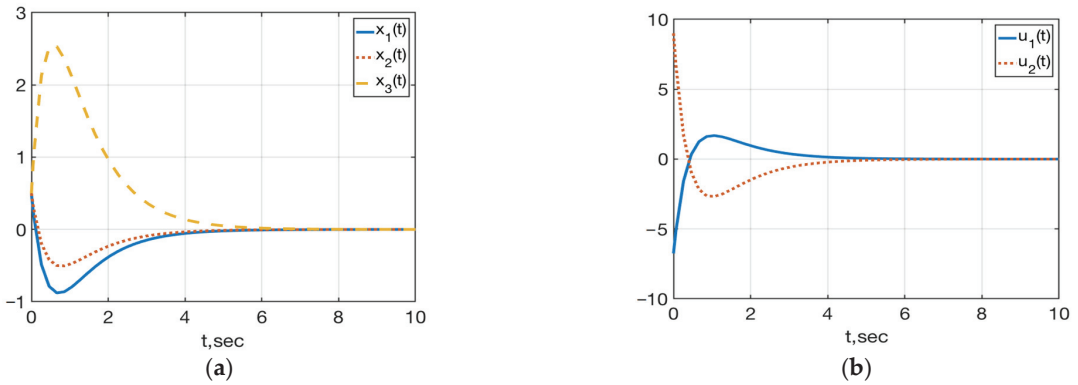 3
2
1
0
−1
x₁(t)
x₂(t)
x₃(t)
0 2 4 6 8 10
t,sec
(a)
10
5
0
−5
−10
u₁(t)
u₂(t)
0 2 4 6 8 10
t,sec
(b)